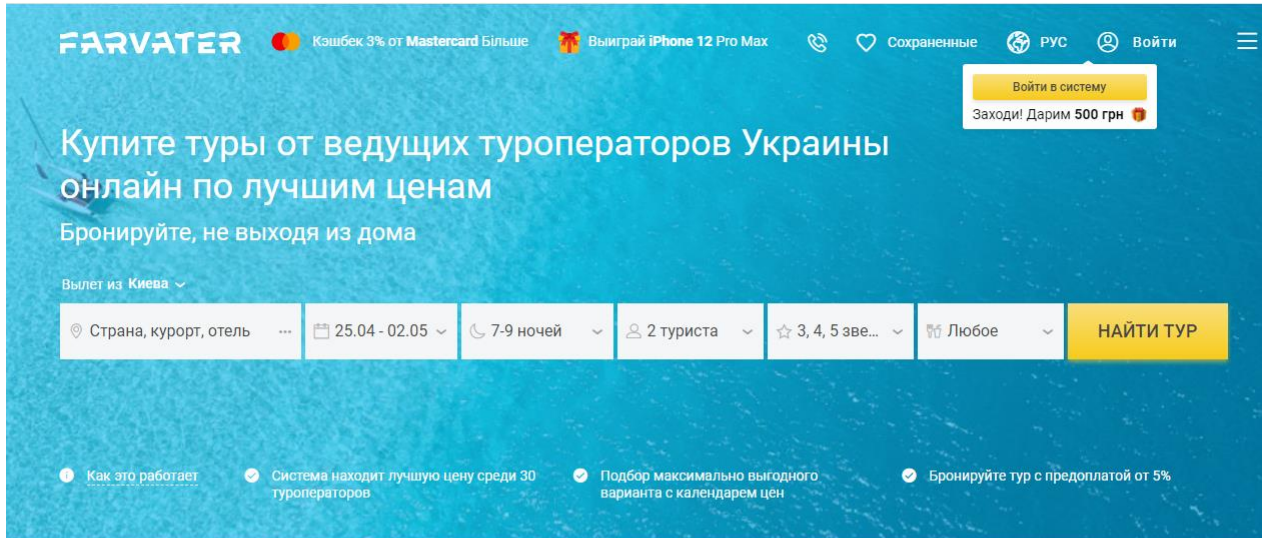 FARVATER
Кэшбек 3% от Mastercard Більше
Выиграй iPhone 12 Pro Max
Сохраненные
РУС
Войти
Войти в систему
Заходи! Дарим 500 грн
Купите туры от ведущих туроператоров Украины
онлайн по лучшим ценам
Бронируйте, не выходя из дома
Вылет из Киева
Страна, курорт, отель
25.04 - 02.05
7-9 ночей
2 туриста
3, 4, 5 зве...
Любое
НАЙТИ ТУР
Как это работает
Система находит лучшую цену среди 30
туроператоров
Подбор максимально выгодного
варианта с календарем цен
Бронируйте тур с предоплатой от 5%